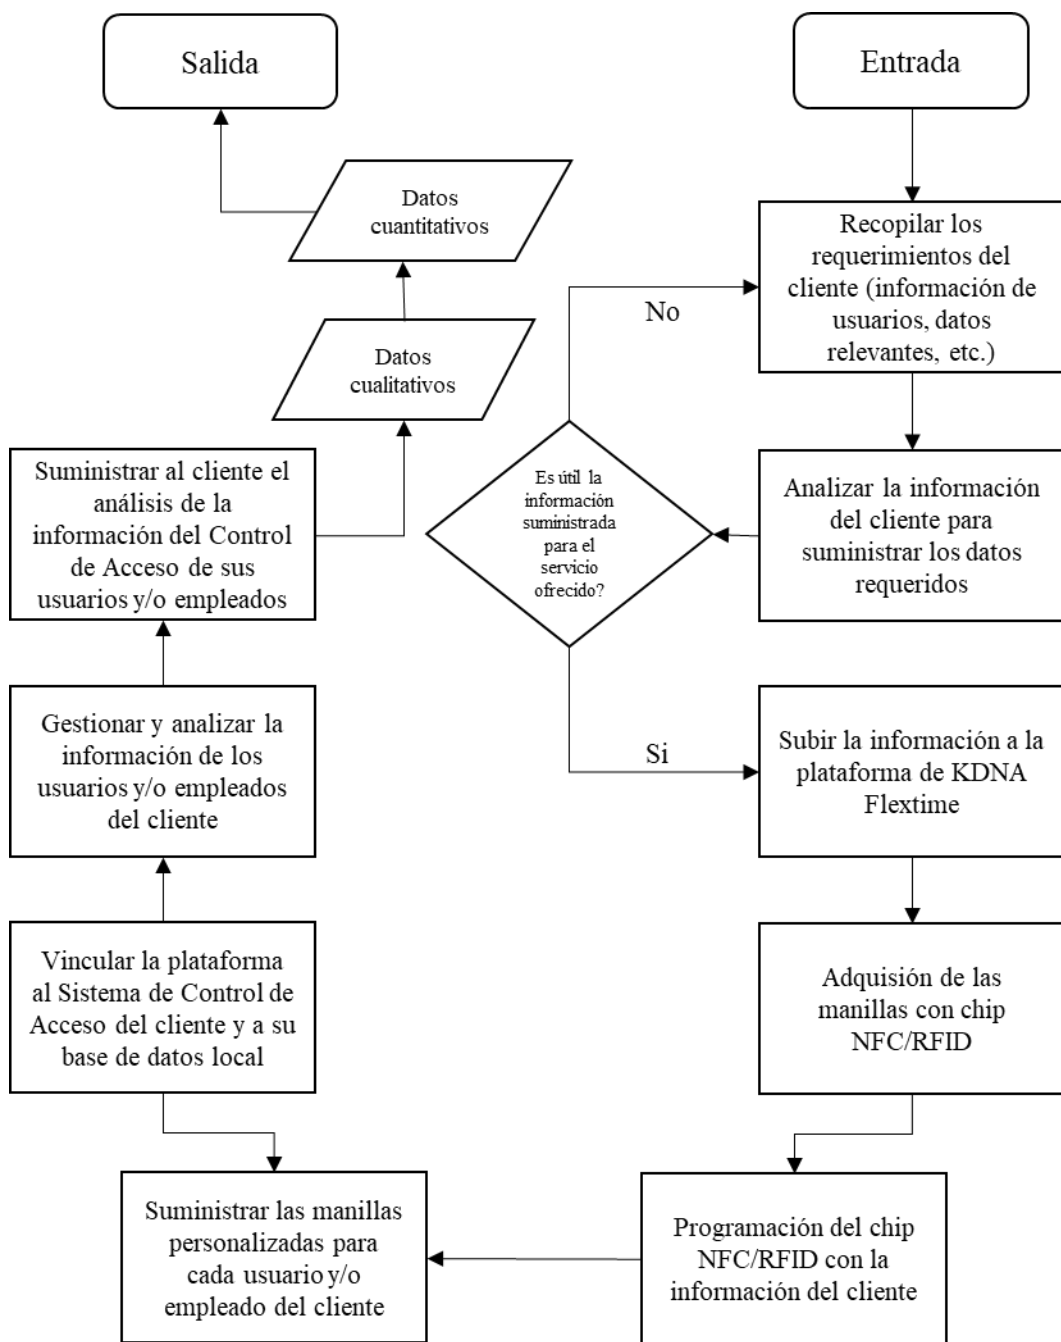 Salida
Entrada
Datos
cuantitativos
Recopilar los
requerimientos del
cliente (información de
usuarios, datos
relevantes, etc.)
No
Datos
cualitativos
Suministrar al cliente el
análisis de la
información del Control
de Acceso de sus
usuarios y/o empleados
Es útil la
información
suministrada
para el
servicio
ofrecido?
Analizar la información
del cliente para
suministrar los datos
requeridos
Gestionar y analizar la
información de los
usuarios y/o empleados
del cliente
Si
Subir la información a la
plataforma de KDNA
Flextime
Vincular la plataforma
al Sistema de Control de
Acceso del cliente y a su
base de datos local
Adquisión de las
manillas con chip
NFC/RFID
Suministrar las manillas
personalizadas para
cada usuario y/o
empleado del cliente
Programación del chip
NFC/RFID con la
información del cliente